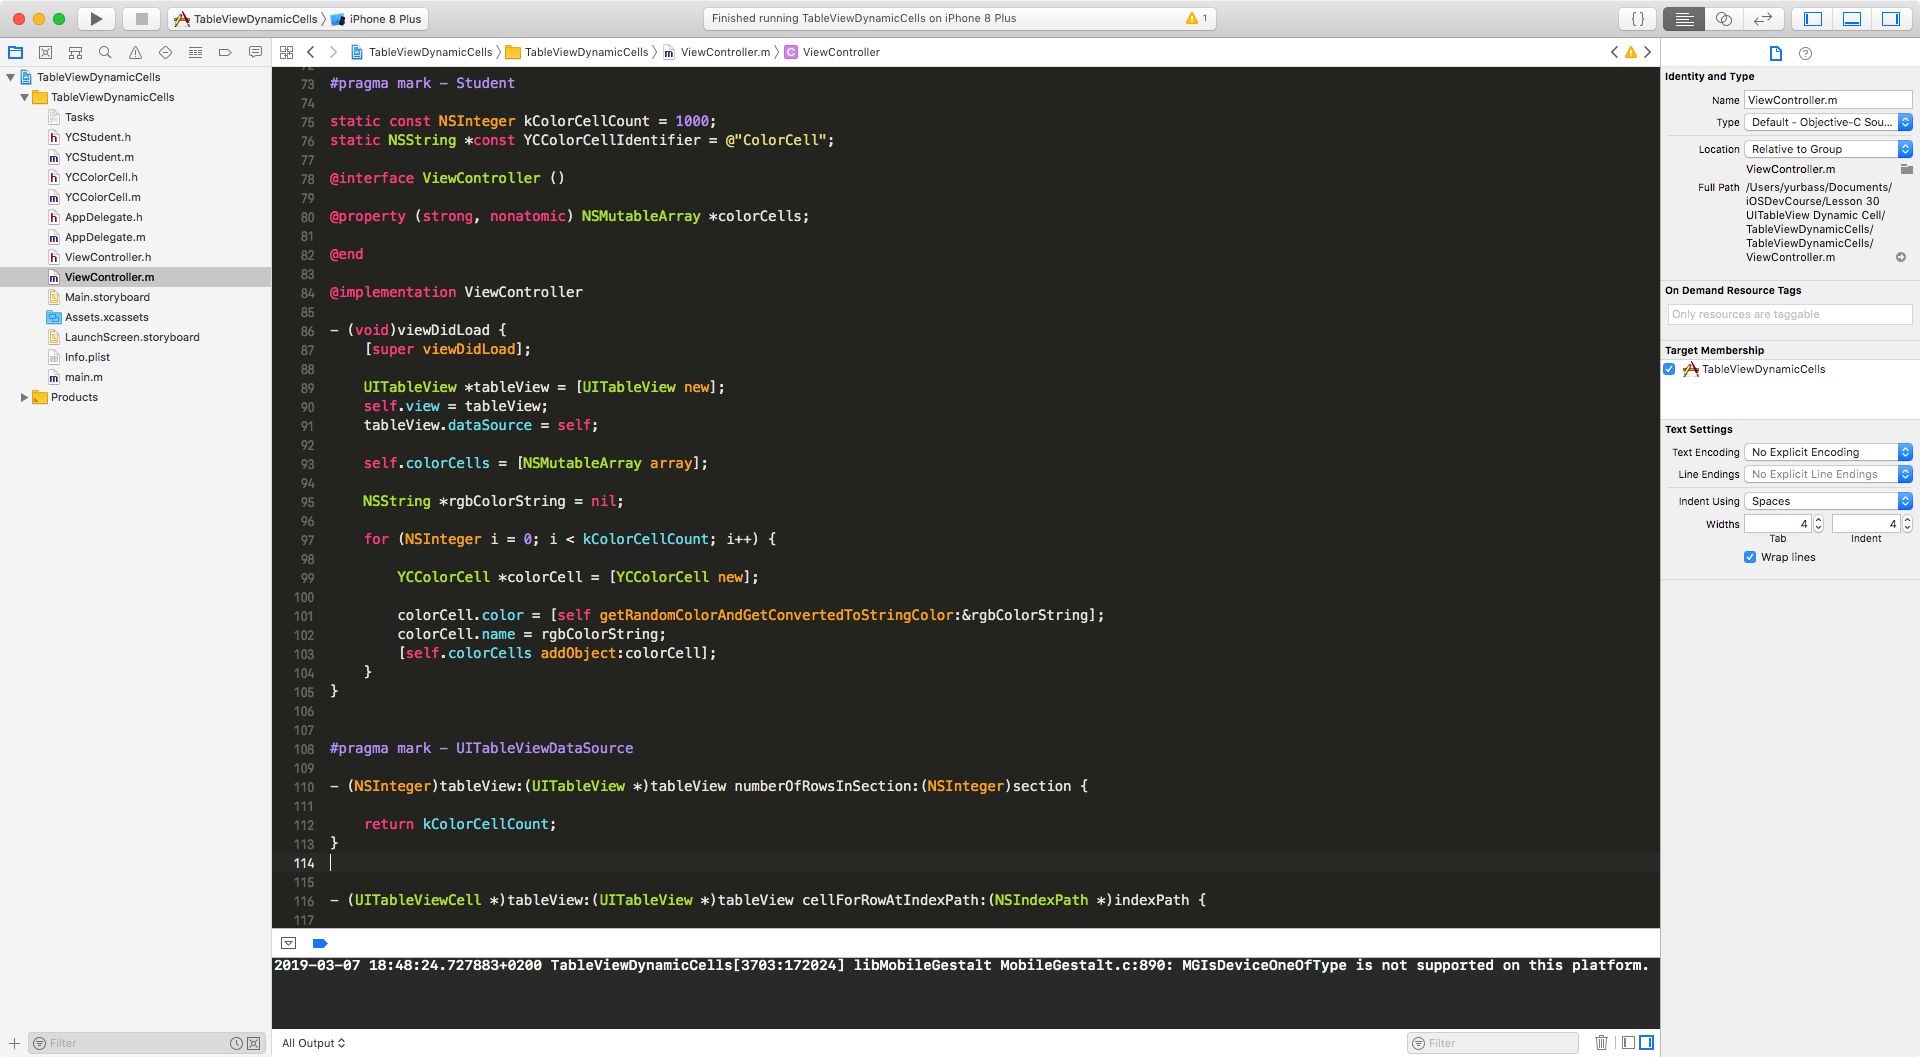 TableViewDynamicCells
iPhone 8 Plus
Finished running TableViewDynamicCells on iPhone 8 Plus
1
{}
TableViewDynamicCells
TableViewDynamicCells
ViewController.m
C
ViewController
TableViewDynamicCells
TableViewDynamicCells
Tasks
h YCStudent.h
m YCStudent.m
h YCColorCell.h
m YCColorCell.m
h AppDelegate.h
m AppDelegate.m
h ViewController.h
m ViewController.m
Main.storyboard
Assets.xcassets
LaunchScreen.storyboard
Info.plist
m main.m
Products
Filter
73 #pragma mark - Student
74
75 static const NSInteger kColorCellCount = 1000;
76 static NSString *const YCColorCellIdentifier = @"ColorCell";
77
78 @interface ViewController ()
79
80 @property (strong, nonatomic) NSMutableArray *colorCells;
81
82 @end
83
84 @implementation ViewController
85
86 - (void)viewDidLoad {
87 [super viewDidLoad];
88
89 UITableView *tableView = [UITableView new];
90 self.view = tableView;
91 tableView.dataSource = self;
92
93 self.colorCells = [NSMutableArray array];
94
95 NSString *rgbColorString = nil;
96
97 for (NSInteger i = 0; i < kColorCellCount; i++) {
98
99 YCColorCell *colorCell = [YCColorCell new];
100
101 colorCell.color = [self getRandomColorAndGetConvertedToStringColor:&rgbColorString];
102 colorCell.name = rgbColorString;
103 [self.colorCells addObject:colorCell];
104 }
105 }
106
107
108 #pragma mark - UITableViewDataSource
109
110 - (NSInteger)tableView:(UITableView *)tableView numberOfRowsInSection:(NSInteger)section {
111
112 return kColorCellCount;
113 }
114
115
116 - (UITableViewCell *)tableView:(UITableView *)tableView cellForRowAtIndexPath:(NSIndexPath *)indexPath {
117
2019-03-07 18:48:24.727883+0200 TableViewDynamicCells[3703:172024] libMobileGestalt MobileGestalt.c:890: MGIsDeviceOneOfType is not supported on this platform.
All Output
Filter
Identity and Type
Name ViewController.m
Type Default - Objective-C Sou...
Location Relative to Group
ViewController.m
Full Path /Users/yurbass/Documents/
iOSDevCourse/Lesson 30
UITableView Dynamic Cell/
TableViewDynamicCells/
TableViewDynamicCells/
ViewController.m
On Demand Resource Tags
Only resources are taggable
Target Membership
TableViewDynamicCells
Text Settings
Text Encoding No Explicit Encoding
Line Endings No Explicit Line Endings
Indent Using Spaces
Widths 4 4
Tab Indent
Wrap lines